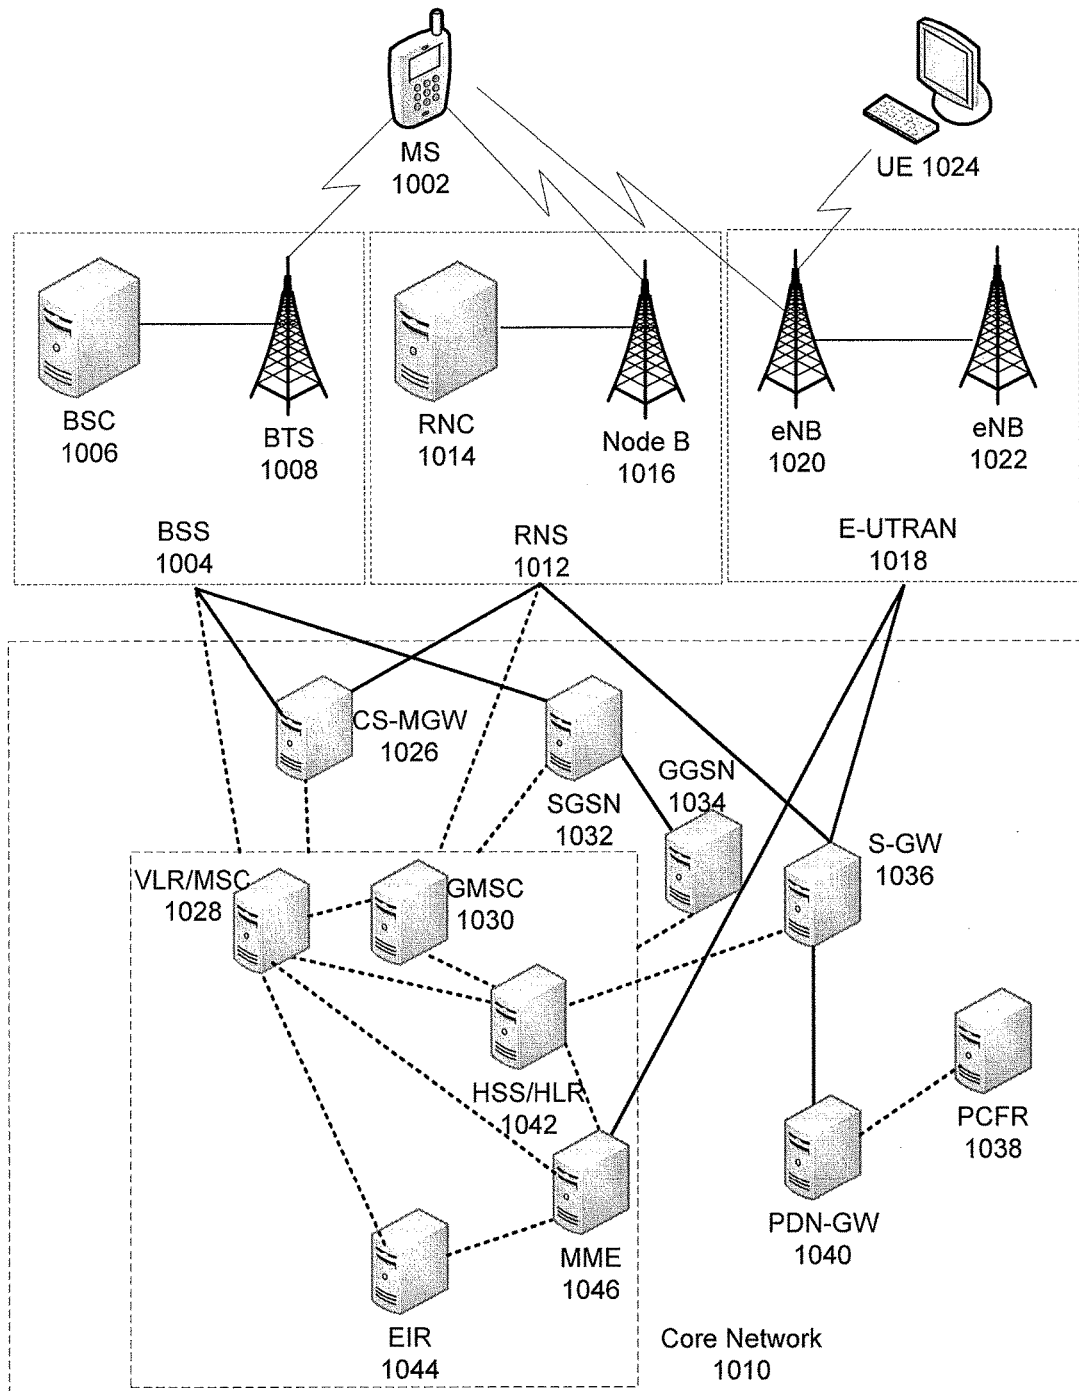 MS
1002
UE 1024
BSC
1006
BTS
1008
RNC
1014
Node B
1016
eNB
1020
eNB
1022
BSS
1004
RNS
1012
E-UTRAN
1018
CS-MGW
1026
SGSN
1032
GGSN
1034
S-GW
1036
VLR/MSC
1028
GMSC
1030
HSS/HLR
1042
PCFR
1038
PDN-GW
1040
MME
1046
EIR
1044
Core Network
1010